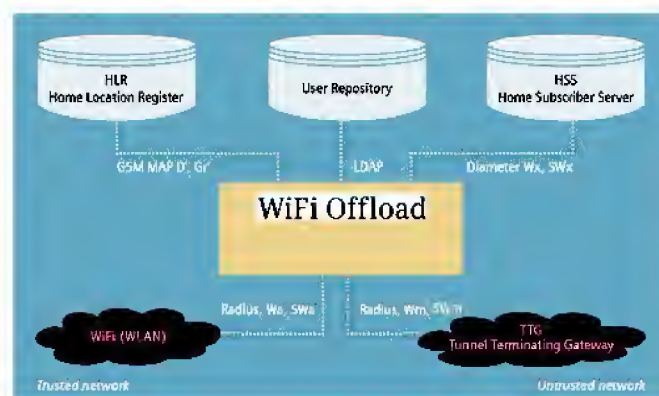 HLR
Home Location Register
User Repository
HSS
Home Subscriber Server
GSM MAP D', Gr'
LDAP
Diameter Wx, SWx
WiFi Offload
Radius, Wa, SWa
Radius, Wm, SWm
WiFi (WLAN)
TTG
Tunnel Terminating Gateway
Trusted network
Untrusted network